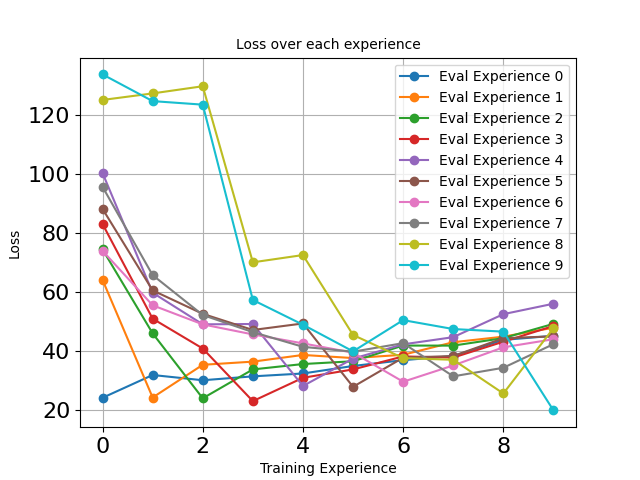 Loss over each experience
Eval Experience 0
Eval Experience 1
Eval Experience 2
Eval Experience 3
Eval Experience 4
Eval Experience 5
Eval Experience 6
Eval Experience 7
Eval Experience 8
Eval Experience 9
Loss
120
100
80
60
40
20
0 2 4 6 8
Training Experience